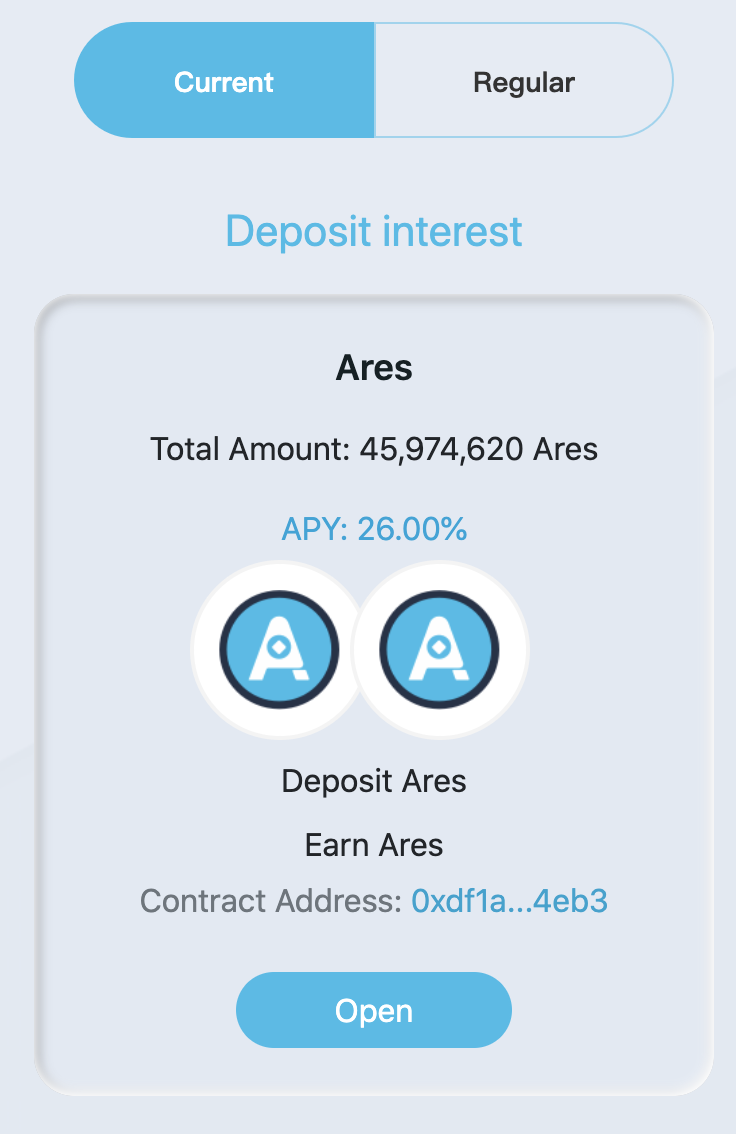 Current
Regular
Deposit interest
Ares
Total Amount: 45,974,620 Ares
APY: 26.00%
Deposit Ares
Earn Ares
Contract Address: 0xdf1a...4eb3
Open